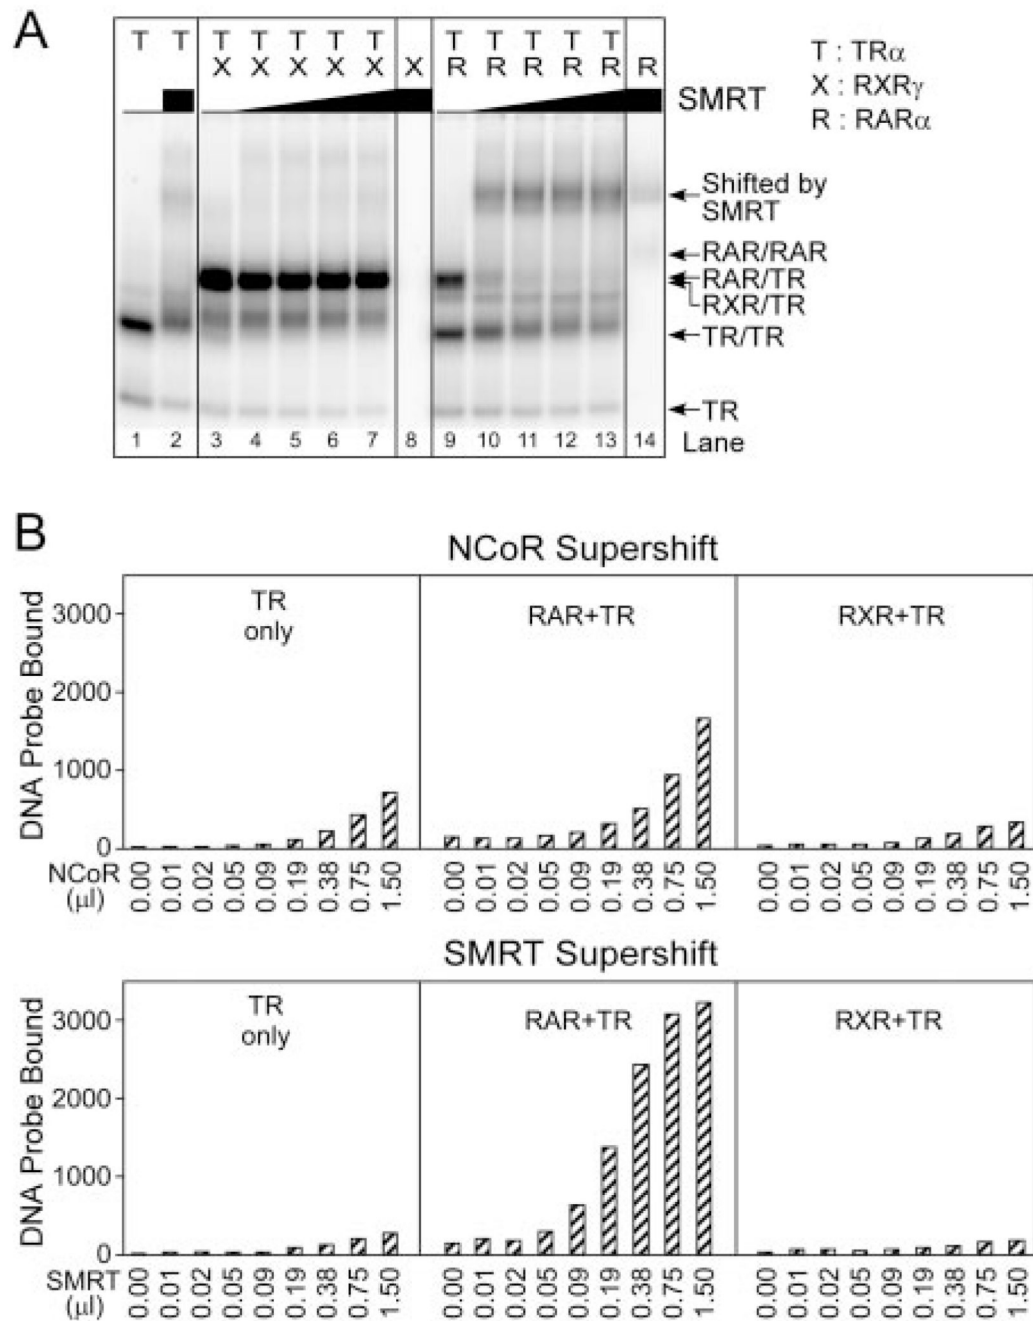 A
T T T T T T T X T T T T T R
X X X X X R R R R R
SMRT
T : TRα
X : RXRγ
R : RARα
Shifted by
SMRT
RAR/RAR
RAR/TR
RXR/TR
TR/TR
TR
1 2 3 4 5 6 7 8 9 10 11 12 13 14 Lane
B
NCoR Supershift
DNA Probe Bound
3000
2000
1000
0
TR
only
RAR+TR
RXR+TR
NCoR
(µl)
0.00 0.01 0.02 0.05 0.09 0.19 0.38 0.75 1.50 0.00 0.01 0.02 0.05 0.09 0.19 0.38 0.75 1.50 0.00 0.01 0.02 0.05 0.09 0.19 0.38 0.75 1.50
SMRT Supershift
DNA Probe Bound
3000
2000
1000
0
TR
only
RAR+TR
RXR+TR
SMRT
(µl)
0.00 0.01 0.02 0.05 0.09 0.19 0.38 0.75 1.50 0.00 0.01 0.02 0.05 0.09 0.19 0.38 0.75 1.50 0.00 0.01 0.02 0.05 0.09 0.19 0.38 0.75 1.50